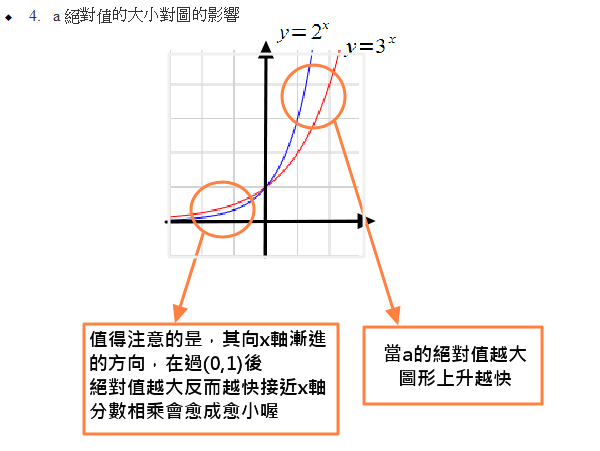 ◆ 4. a 絕對值的大小對圖的影響
y=2^x
y=3^x
值得注意的是，其向x軸漸進
的方向，在過(0,1)後
絕對值越大反而越快接近x軸
分數相乘會愈成愈小喔
當a的絕對值越大
圖形上升越快